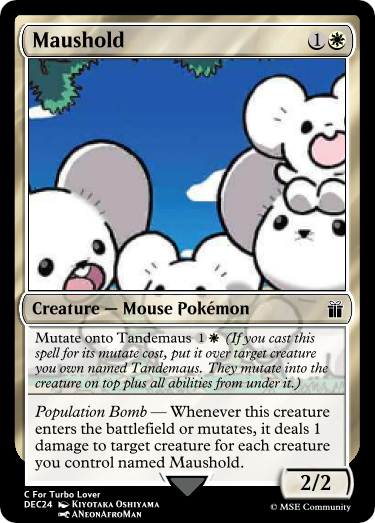 Maushold 1
Creature — Mouse Pokémon
Mutate onto Tandemaus 1 (If you cast
this spell for its mutate cost, put it over target creature
you own named Tandemaus. They mutate into the
creature on top plus all abilities from under it.)
Population Bomb — Whenever this creature
enters the battlefield or mutates, it deals 1
damage to target creature for each creature
you control named Maushold.
2/2
C For Turbo Lover
DEC24 Kiyotaka Oshiyama
ANeonAfroMan
© MSE Community